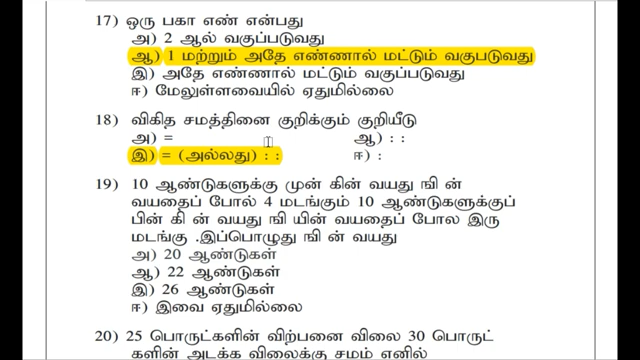 17) ஒரு பகா எண் என்பது
அ) 2 ஆல் வகுப்படுவது
ஆ) 1 மற்றும் அதே எண்ணால் மட்டும் வகுபடுவது
இ) அதே எண்ணால் மட்டும் வகுப்படுவது
ஈ) மேலுள்ளவையில் ஏதுமில்லை
18) விகித சமத்தினை குறிக்கும் குறியீடு
அ) = ஆ) : :
இ) = (அல்லது) : : ஈ) :
19) 10 ஆண்டுகளுக்கு முன் கின் வயது ஙி ன்
வயதைப் போல் 4 மடங்கும் 10 ஆண்டுகளுக்குப்
பின் கி ன் வயது ஙி யின் வயதைப் போல இரு
மடங்கு .இப்பொழுது ஙி ன் வயது
அ) 20 ஆண்டுகள்
ஆ) 22 ஆண்டுகள்
இ) 26 ஆண்டுகள்
ஈ) இவை ஏதுமில்லை
20) 25 பொருட்களின் விற்பனை விலை 30 பொருட்
களின் அடக்க விலைக்கு சமம் எனில்